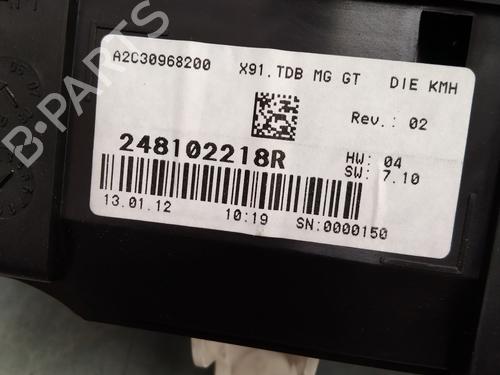 A2C30968200 X91.TDB MG GT DIE KMH
Rev.: 02
248102218R
HW: 04
SW: 7.10
13.01.12 10:19 SN:0000150